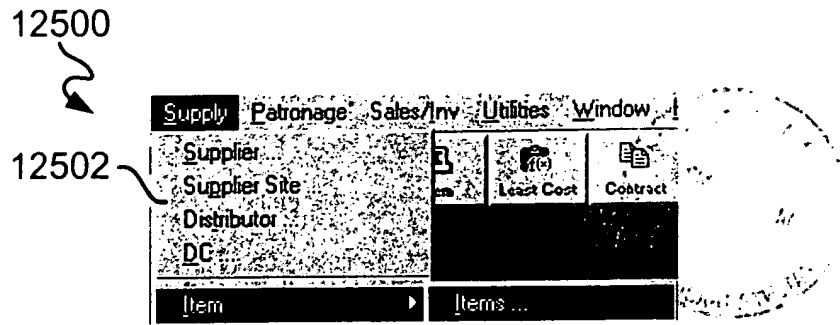 12500
Supply Patronage Sales/Inv Utilities Window
12502
Supplier...
Supplier Site
Distributor
DC ...
Least Cost
Contract
Item
Items ...